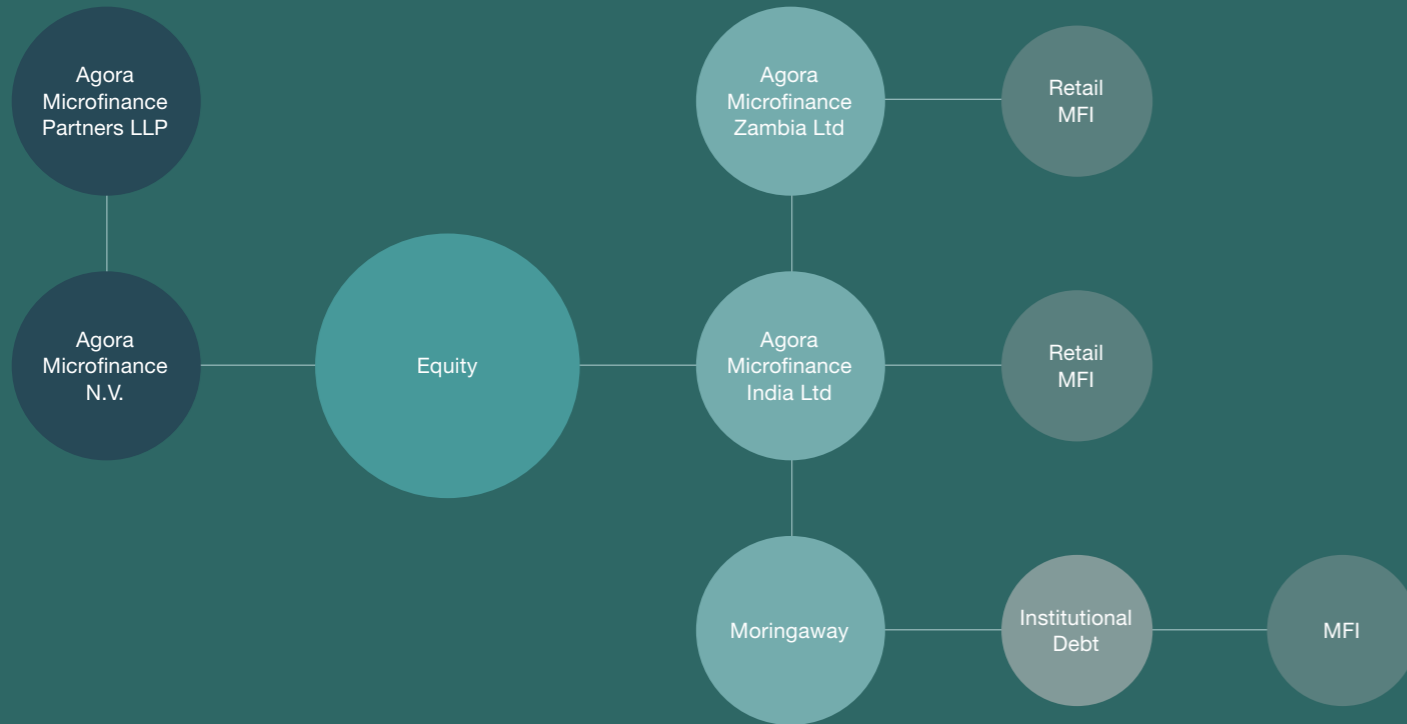 Agora
Microfinance
Partners LLP
Agora
Microfinance
Zambia Ltd
Retail
MFI
Agora
Microfinance
N.V.
Equity
Agora
Microfinance
India Ltd
Retail
MFI
Moringaway
Institutional
Debt
MFI